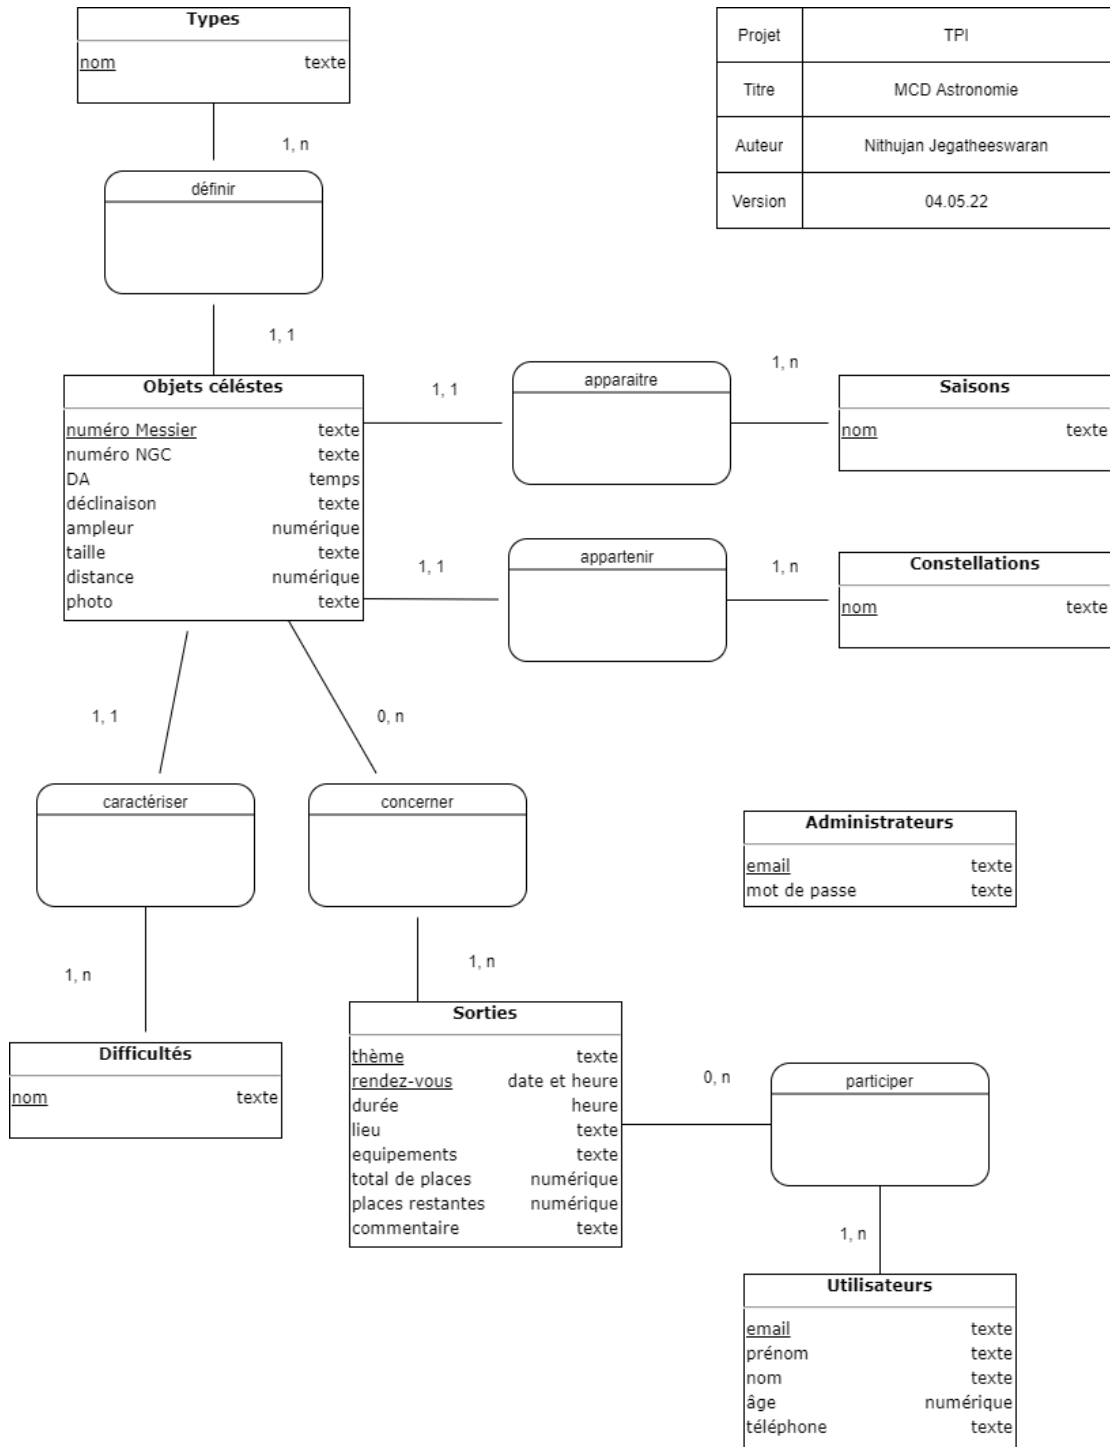 Types
nom texte
Projet TPI
Titre MCD Astronomie
Auteur Nithujan Jegatheeswaran
Version 04.05.22
1, n
définir
1, 1
Objets céléstes
numéro Messier texte
numéro NGC texte
DA temps
déclinaison texte
ampleur numérique
taille texte
distance numérique
photo texte
1, 1
apparaitre
1, n
Saisons
nom texte
1, 1
appartenir
1, n
Constellations
nom texte
1, 1
0, n
caractériser
concerner
Administrateurs
email texte
mot de passe texte
1, n
1, n
Difficultés
nom texte
Sorties
thème texte
rendez-vous date et heure
durée heure
lieu texte
equipements texte
total de places numérique
places restantes numérique
commentaire texte
0, n
participer
1, n
Utilisateurs
email texte
prénom texte
nom texte
âge numérique
téléphone texte